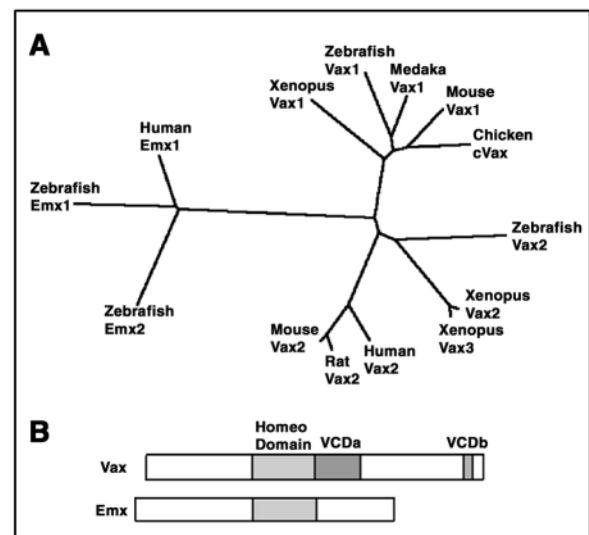 A
Zebrafish
Vax1
Medaka
Vax1
Xenopus
Vax1
Mouse
Vax1
Human
Emx1
Chicken
cVax
Zebrafish
Emx1
Zebrafish
Vax2
Zebrafish
Emx2
Xenopus
Vax2
Xenopus
Vax3
Mouse
Vax2
Rat
Vax2
Human
Vax2
B
Homeo
Domain
VCDa
VCDb
Vax
Emx